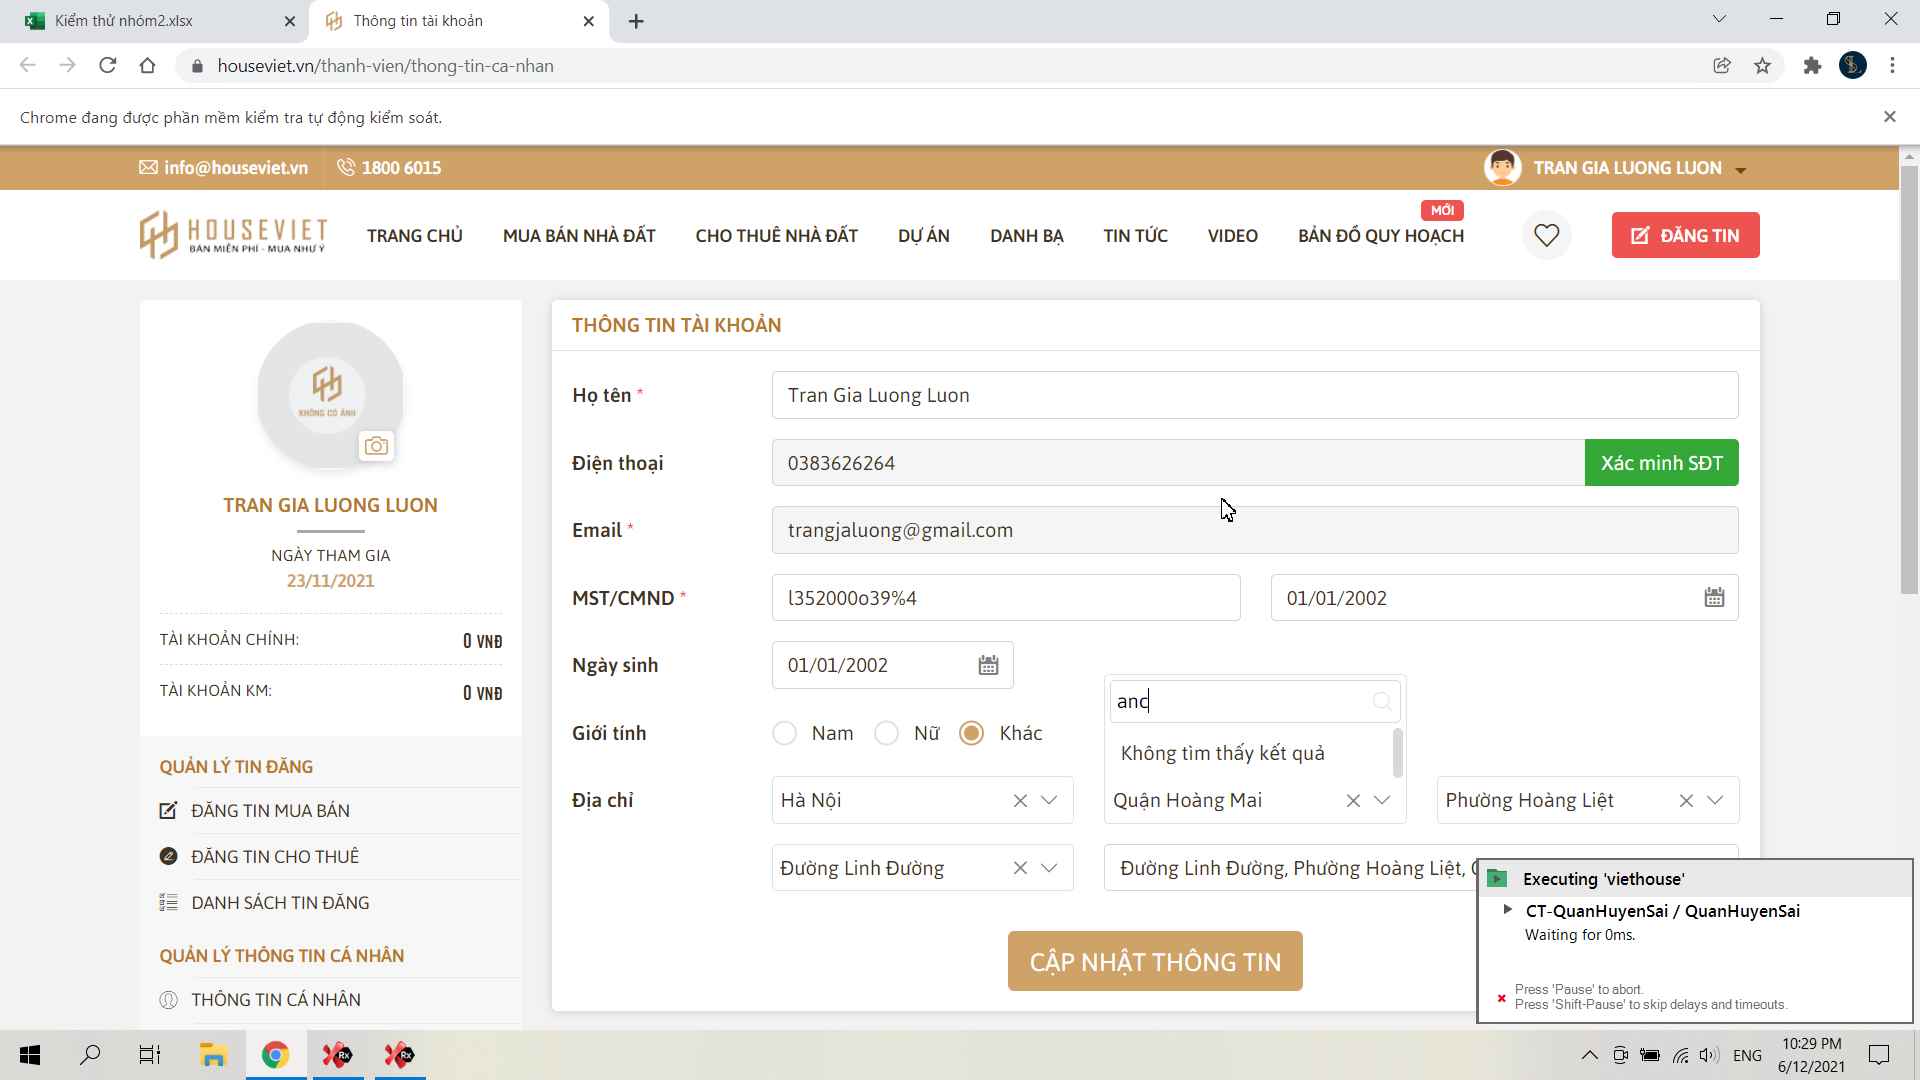 Kiểm thử nhóm2.xlsx
Thông tin tài khoản
houseviet.vn/thanh-vien/thong-tin-ca-nhan
Chrome đang được phần mềm kiểm tra tự động kiểm soát.
info@houseviet.vn
1800 6015
TRAN GIA LUONG LUON
HOUSEVIET
BÁN MIỄN PHÍ - MUA NHƯ Ý
TRANG CHỦ
MUA BÁN NHÀ ĐẤT
CHO THUÊ NHÀ ĐẤT
DỰ ÁN
DANH BẠ
TIN TỨC
VIDEO
MỚI
BẢN ĐỒ QUY HOẠCH
ĐĂNG TIN
KHÔNG CÓ ẢNH
TRAN GIA LUONG LUON
NGÀY THAM GIA
23/11/2021
TÀI KHOẢN CHÍNH: 0 VNĐ
TÀI KHOẢN KM: 0 VNĐ
QUẢN LÝ TIN ĐĂNG
ĐĂNG TIN MUA BÁN
ĐĂNG TIN CHO THUÊ
DANH SÁCH TIN ĐĂNG
QUẢN LÝ THÔNG TIN CÁ NHÂN
THÔNG TIN CÁ NHÂN
THÔNG TIN TÀI KHOẢN
Họ tên * Tran Gia Luong Luon
Điện thoại 0383626264 Xác minh SĐT
Email * trangjaluong@gmail.com
MST/CMND * l352000o39%4 01/01/2002
Ngày sinh 01/01/2002
anc
Không tìm thấy kết quả
Giới tính Nam Nữ Khác
Địa chỉ Hà Nội Quận Hoàng Mai Phường Hoàng Liệt
Đường Linh Đường Đường Linh Đường, Phường Hoàng Liệt,
CẬP NHẬT THÔNG TIN
Executing 'viethouse'
CT-QuanHuyenSai / QuanHuyenSai
Waiting for 0ms.
Press 'Pause' to abort.
Press 'Shift-Pause' to skip delays and timeouts.
Rx
Rx
ENG
10:29 PM
6/12/2021